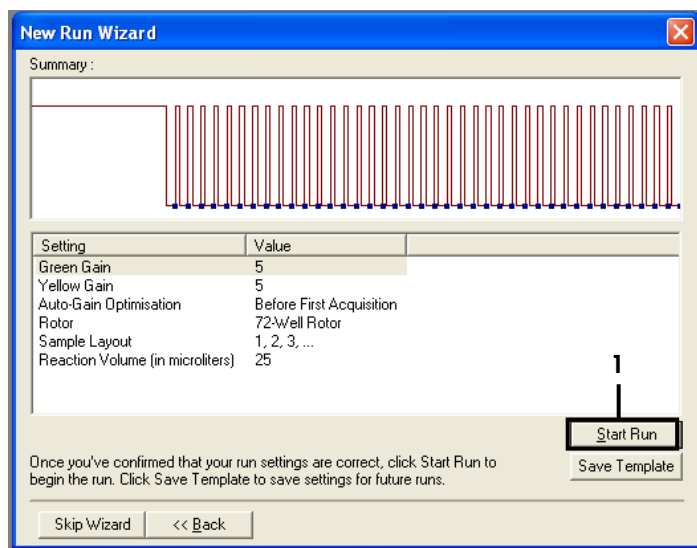 New Run Wizard
Summary :
Setting Value
Green Gain 5
Yellow Gain 5
Auto-Gain Optimisation Before First Acquisition
Rotor 72-Well Rotor
Sample Layout 1, 2, 3, ...
Reaction Volume (in microliters) 25
1
Start Run
Once you've confirmed that your run settings are correct, click Start Run to
begin the run. Click Save Template to save settings for future runs.
Save Template
Skip Wizard << Back